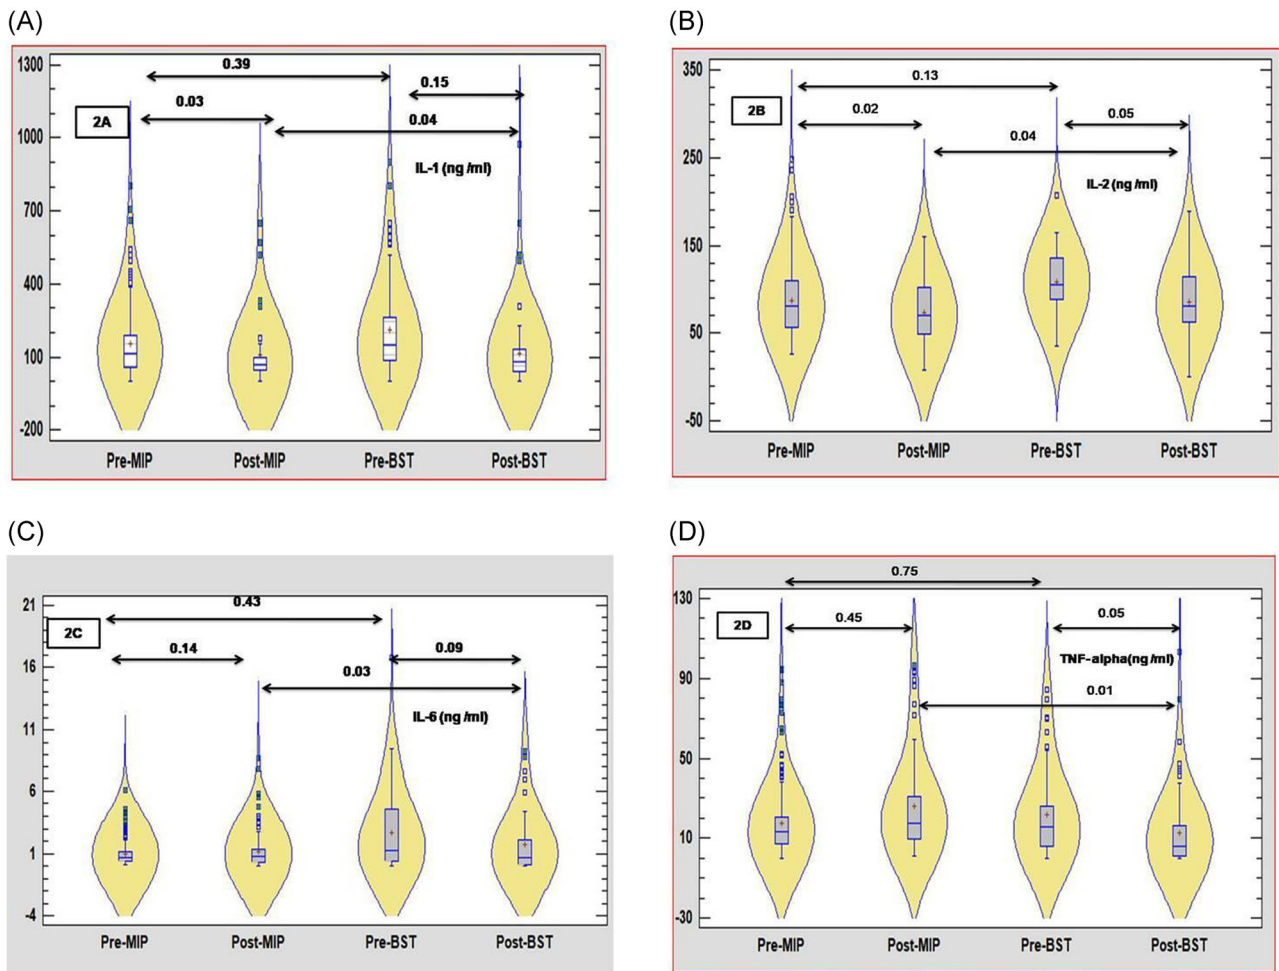 (A)
1300
1000
700
400
100
-200
0.39
0.15
0.03
2A
0.04
IL-1 (ng /ml)
Pre-MIP Post-MIP Pre-BST Post-BST
(B)
350
250
150
50
-50
0.13
2B
0.02
0.05
0.04
IL-2 (ng /ml)
Pre-MIP Post-MIP Pre-BST Post-BST
(C)
21
16
11
6
1
-4
0.43
2C
0.14
0.09
0.03
IL-6 (ng /ml)
Pre-MIP Post-MIP Pre-BST Post-BST
(D)
130
90
50
10
-30
0.75
2D
0.45
0.05
TNF-alpha(ng/ml)
0.01
Pre-MIP Post-MIP Pre-BST Post-BST